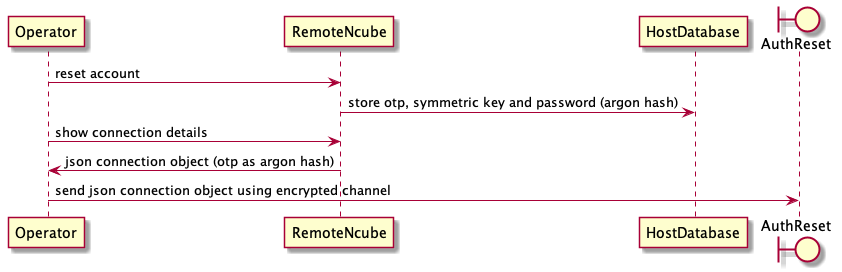 Operator
RemoteNcube
HostDatabase
AuthReset
reset account
store otp, symmetric key and password (argon hash)
show connection details
json connection object (otp as argon hash)
send json connection object using encrypted channel
Operator
RemoteNcube
HostDatabase
AuthReset